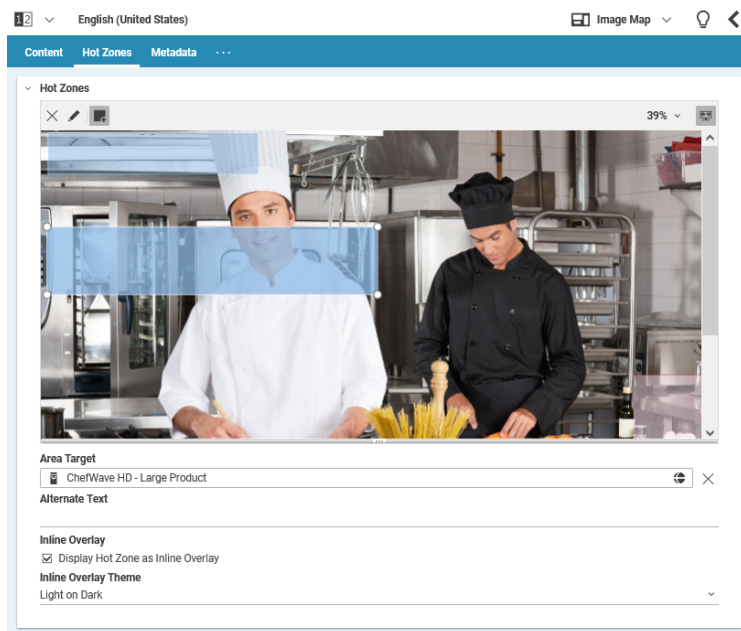 12 English (United States) Image Map
Content Hot Zones Metadata ···
Hot Zones
39%
Area Target
ChefWave HD - Large Product
Alternate Text
Inline Overlay
Display Hot Zone as Inline Overlay
Inline Overlay Theme
Light on Dark